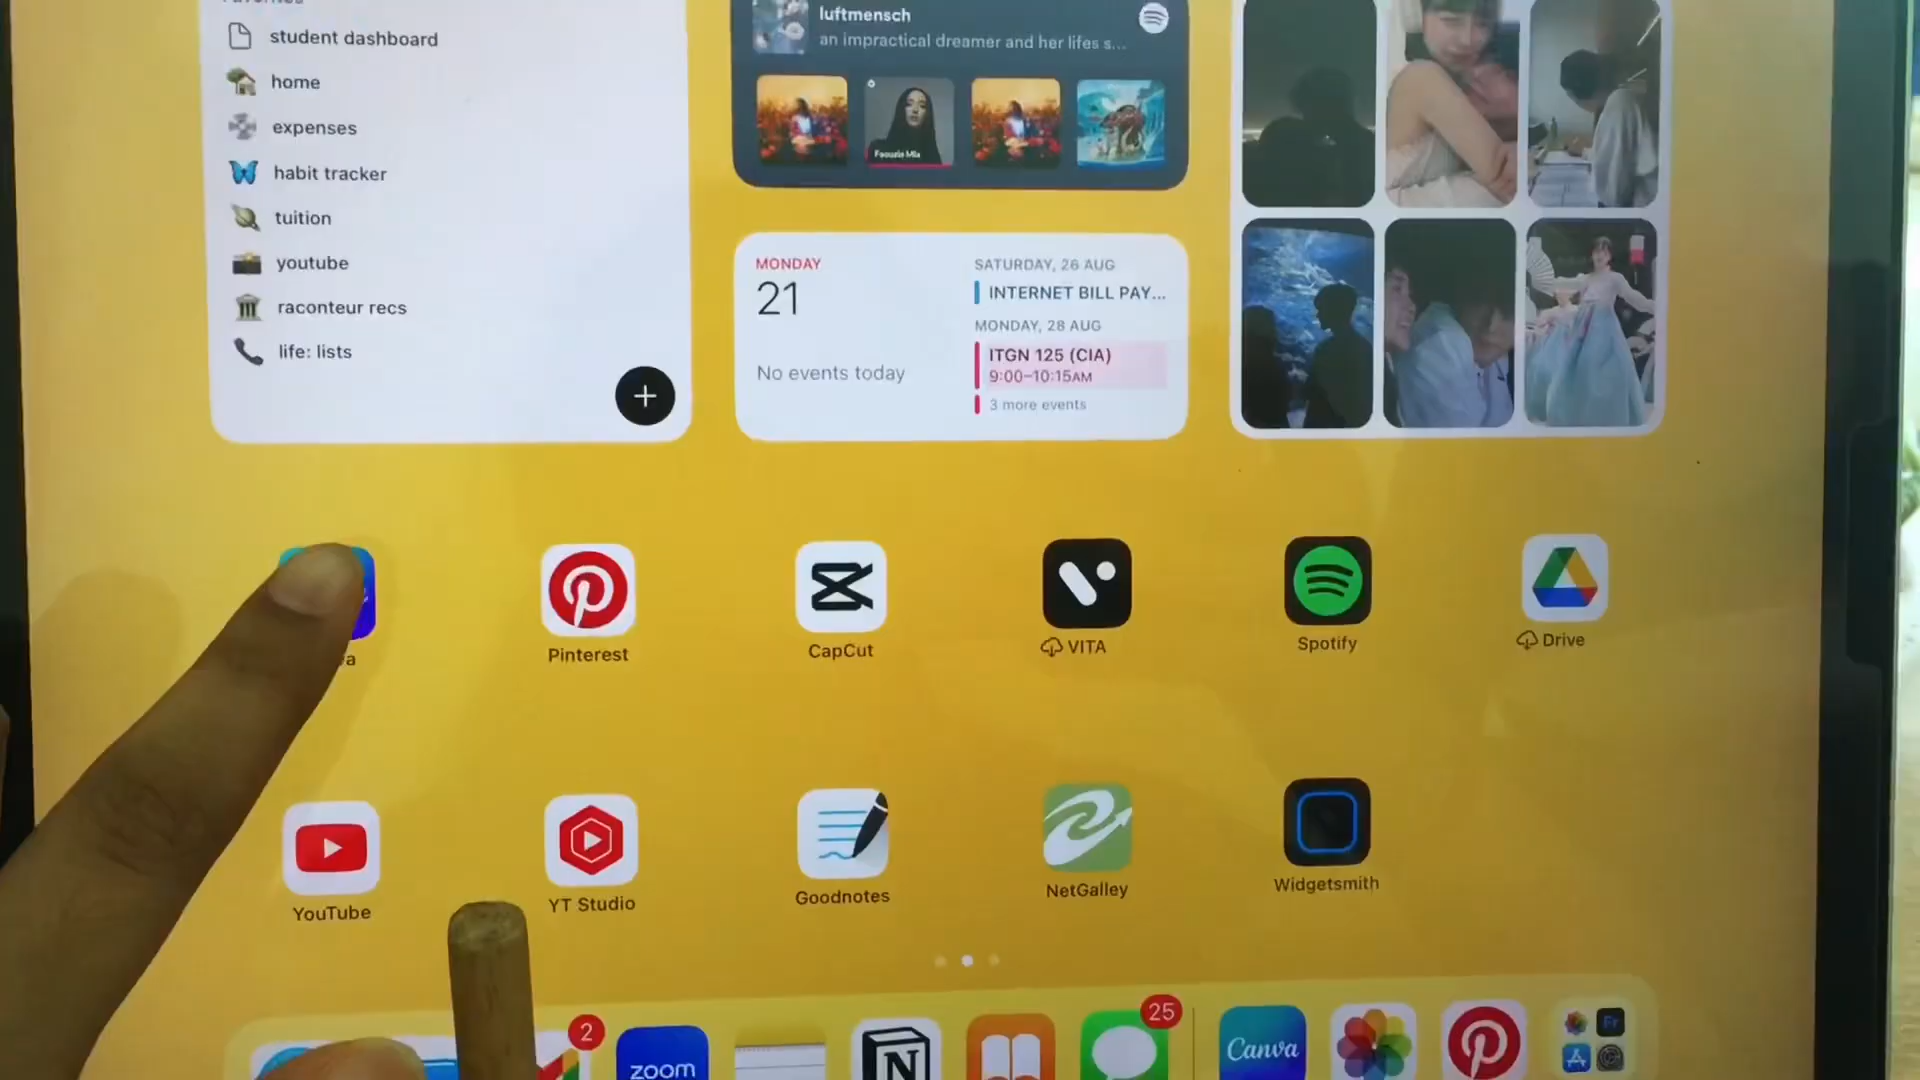 student dashboard
home
expenses
habit tracker
tuition
youtube
raconteur recs
life: lists
luftmensch
an impractical dreamer and her lifes s...
Faouzia Mla
MONDAY
21
No events today
SATURDAY, 26 AUG
INTERNET BILL PAY...
MONDAY, 28 AUG
ITGN 125 (CIA)
9:00–10:15AM
3 more events
Pinterest
CapCut
VITA
Spotify
Drive
YouTube
YT Studio
Goodnotes
NetGalley
Widgetsmith
2
zoom
N
25
Canva
Fr